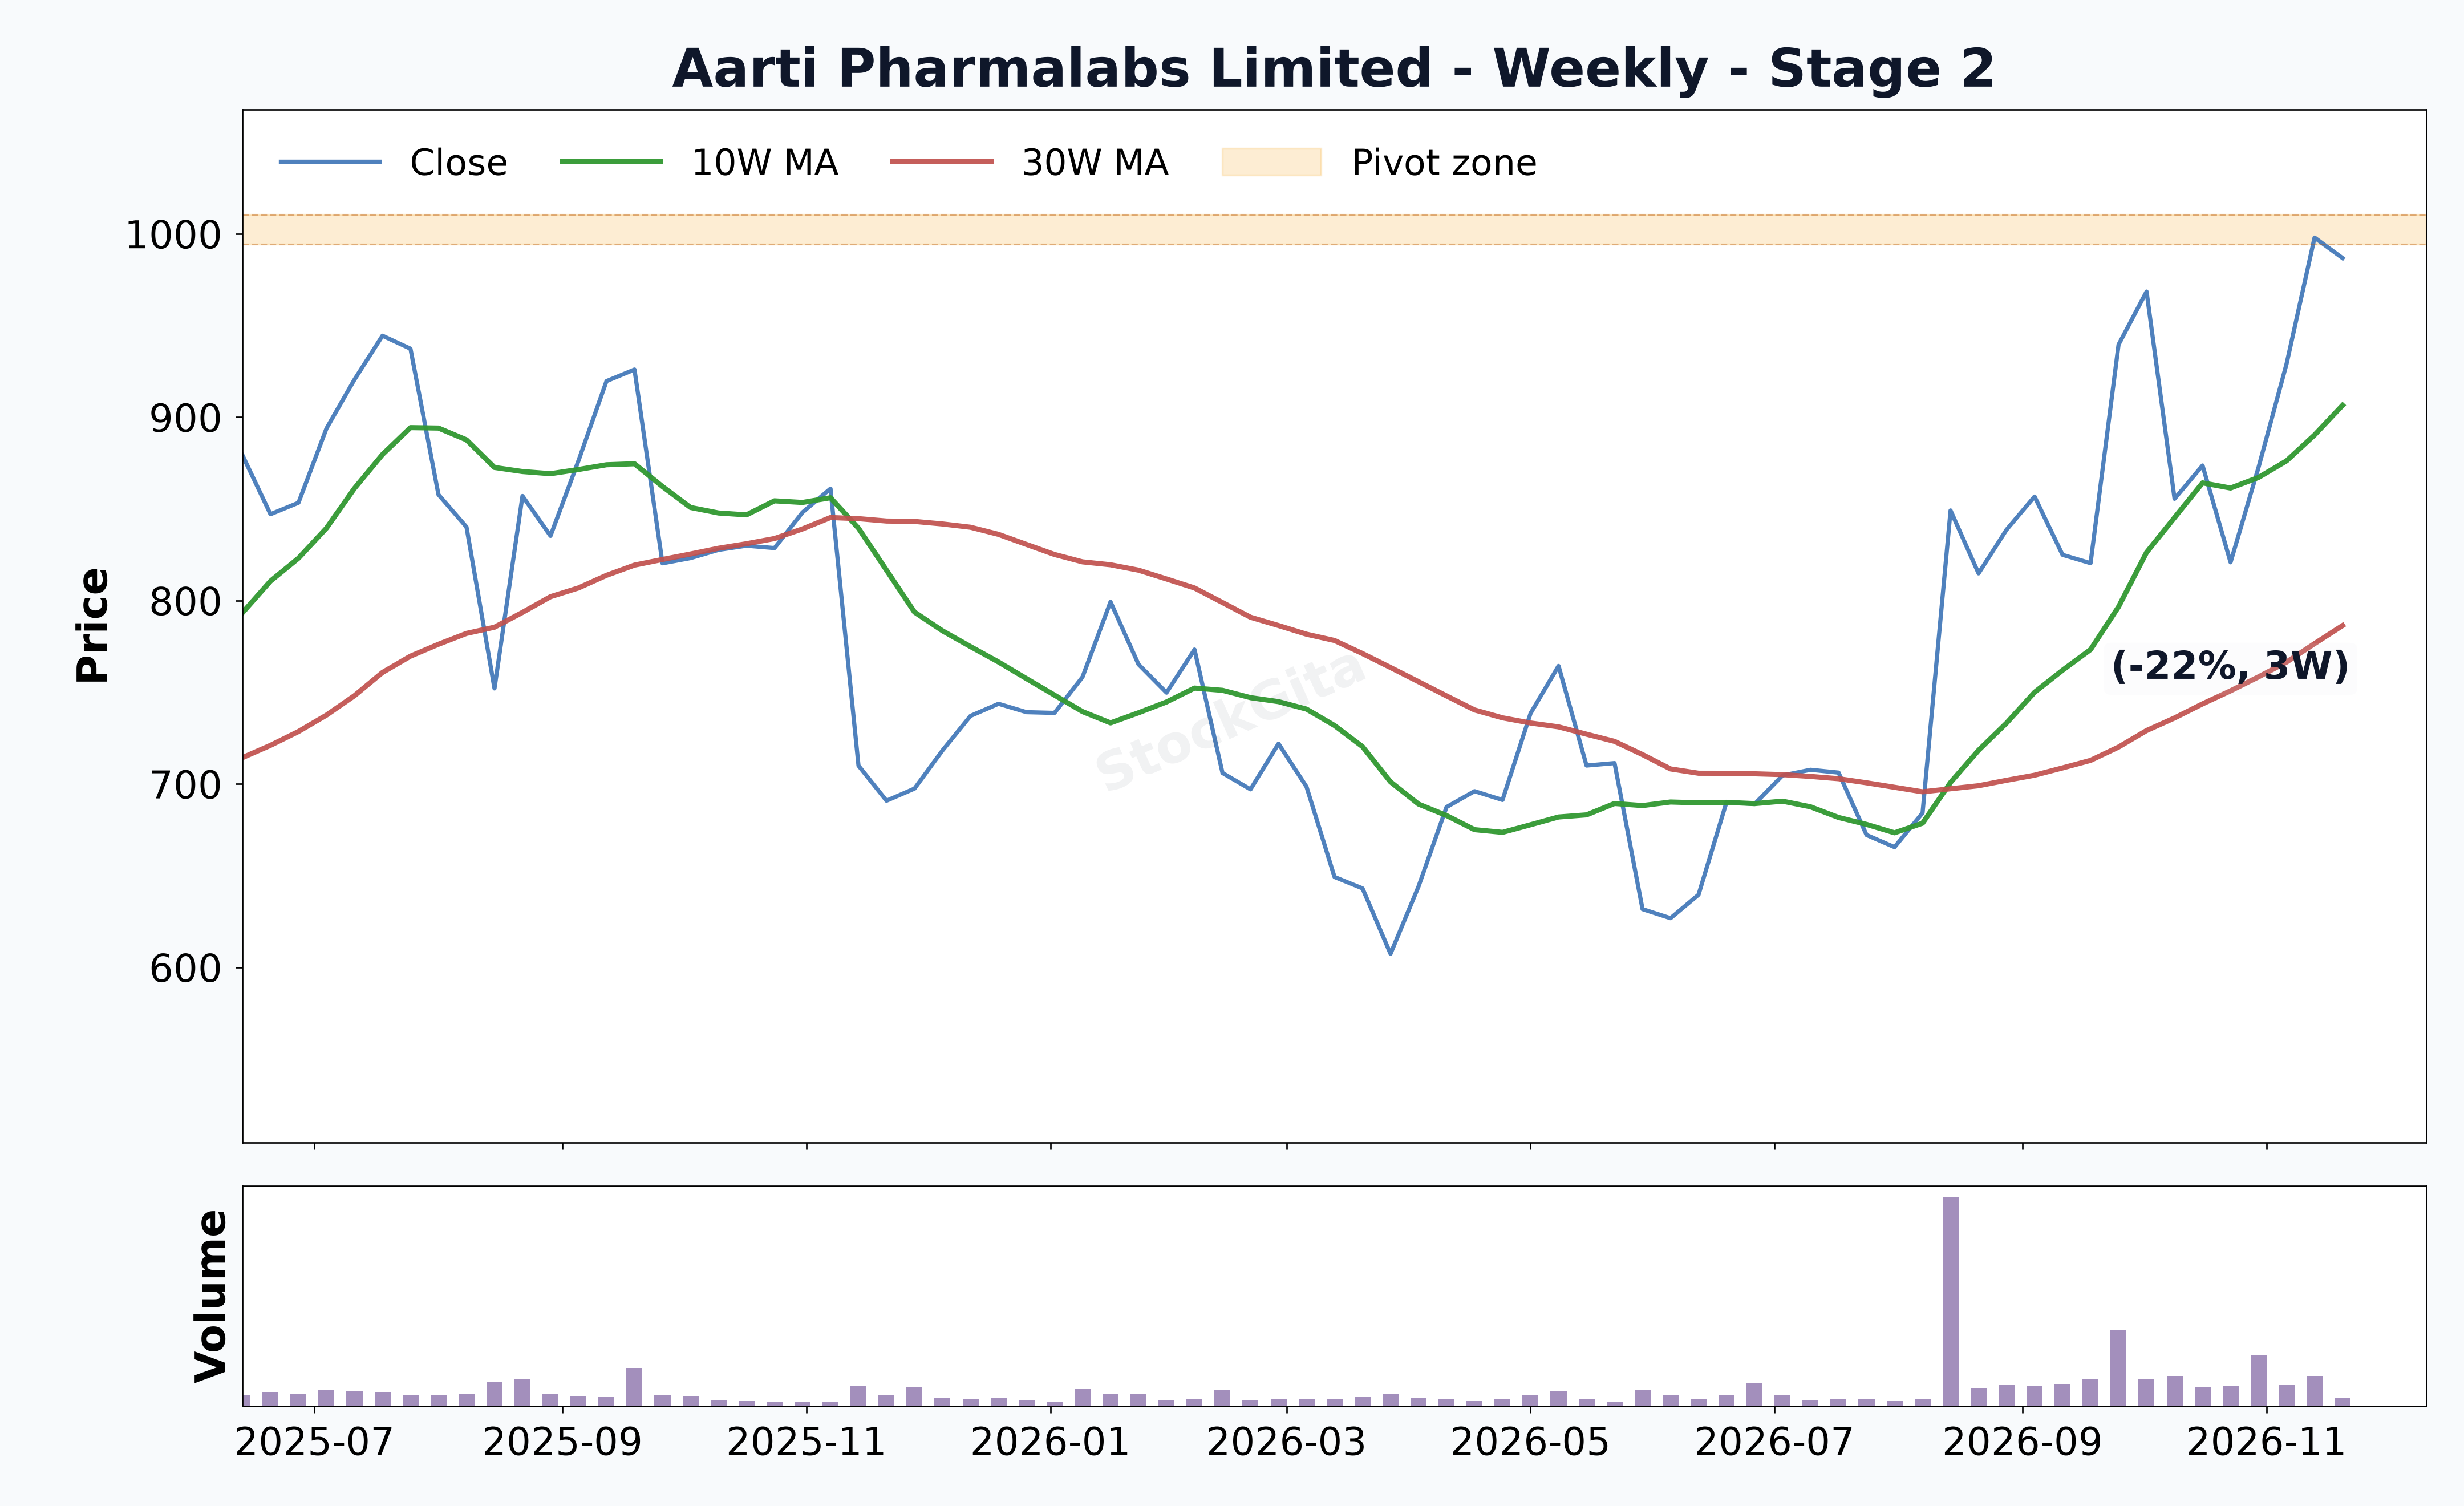 Aarti Pharmalabs Limited - Weekly - Stage 2
Close 10W MA 30W MA Pivot zone
1000
900
800
700
600
Price
(-22%, 3W)
StockGita
Volume
2025-07 2025-09 2025-11 2026-01 2026-03 2026-05 2026-07 2026-09 2026-11